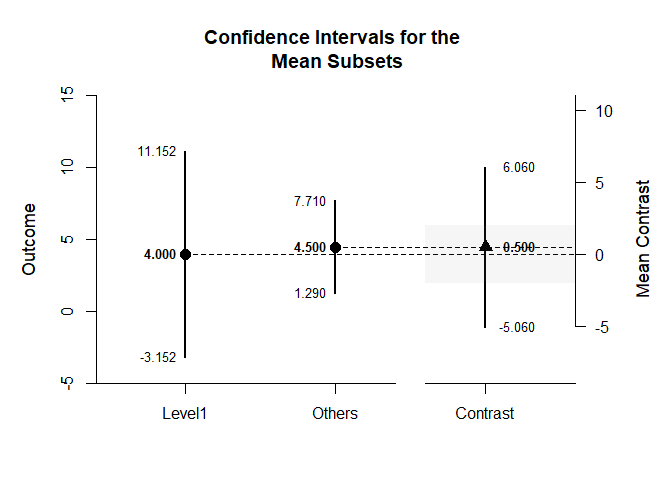 Confidence Intervals for the
Mean Subsets
Outcome
15
10
5
0
-5
11.152
4.000
-3.152
7.710
4.500
1.290
6.060
0.500
-5.060
10
5
0
-5
Mean Contrast
Level1
Others
Contrast